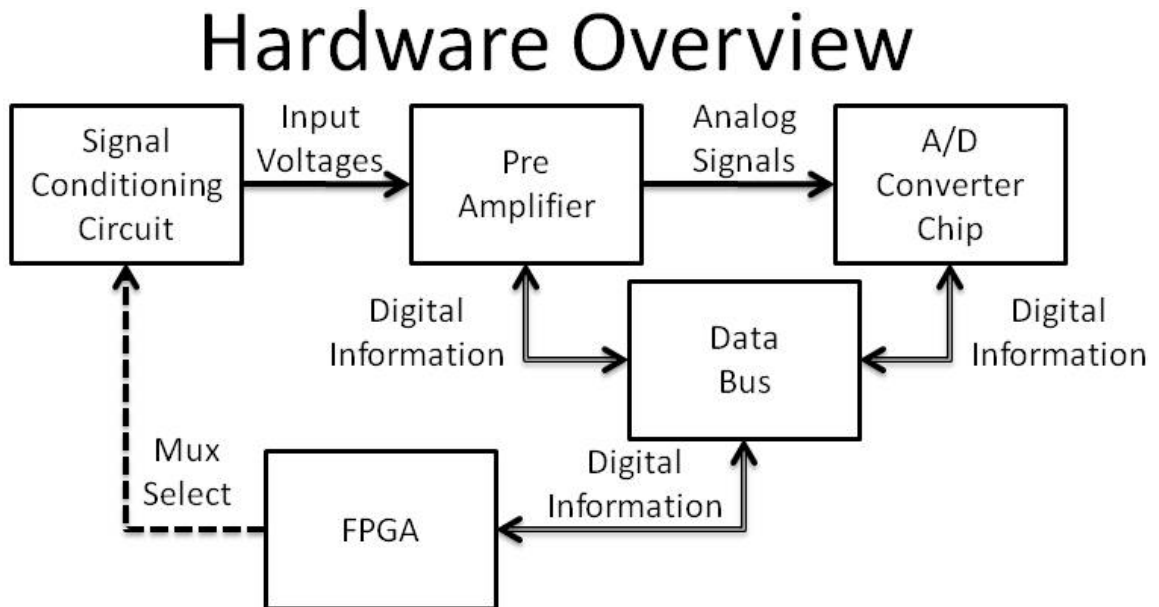 Hardware Overview
Signal
Conditioning
Circuit
Input
Voltages
Pre
Amplifier
Analog
Signals
A/D
Converter
Chip
Digital
Information
Data
Bus
Digital
Information
Mux
Select
FPGA
Digital
Information